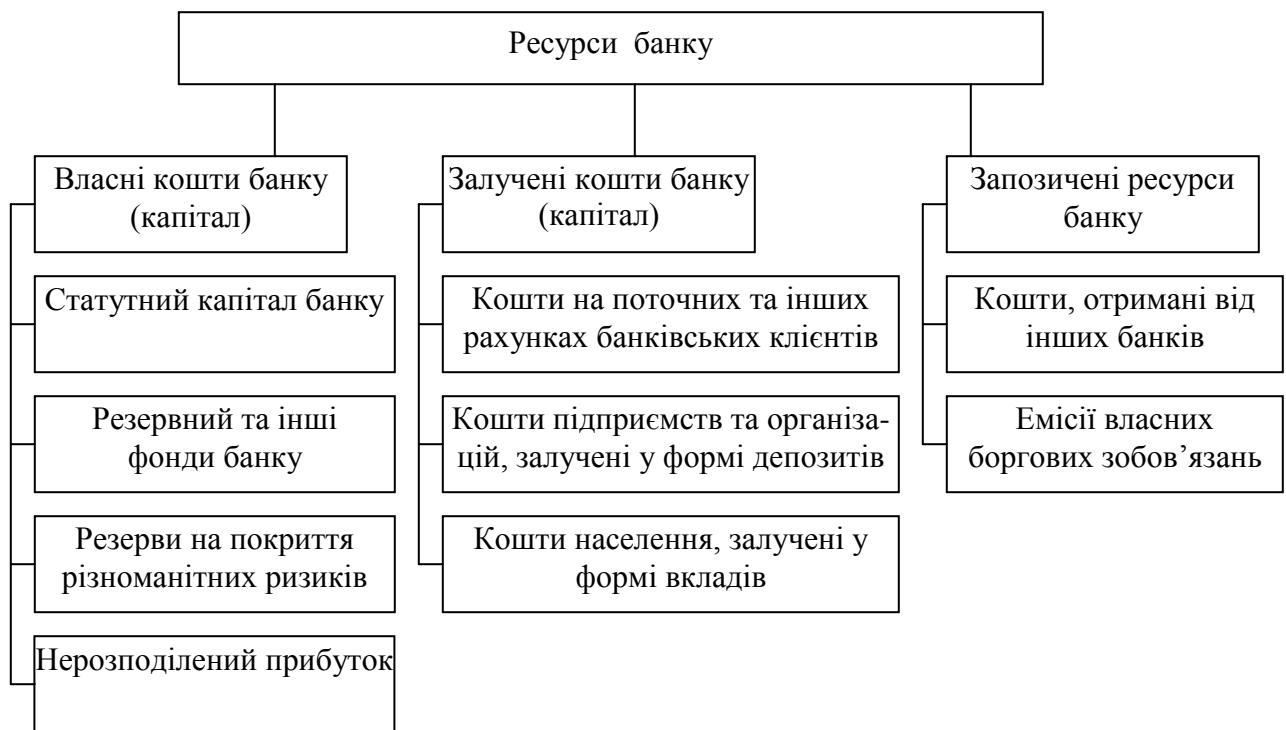 Ресурси банку
Власні кошти банку
(капітал)
Статутний капітал банку
Резервний та інші
фонди банку
Резерви на покриття
різноманітних ризиків
Нерозподілений прибуток
Залучені кошти банку
(капітал)
Кошти на поточних та інших
рахунках банківських клієнтів
Кошти підприємств та організа-
цій, залучені у формі депозитів
Кошти населення, залучені у
формі вкладів
Запозичені ресурси
банку
Кошти, отримані від
інших банків
Емісії власних
боргових зобов’язань